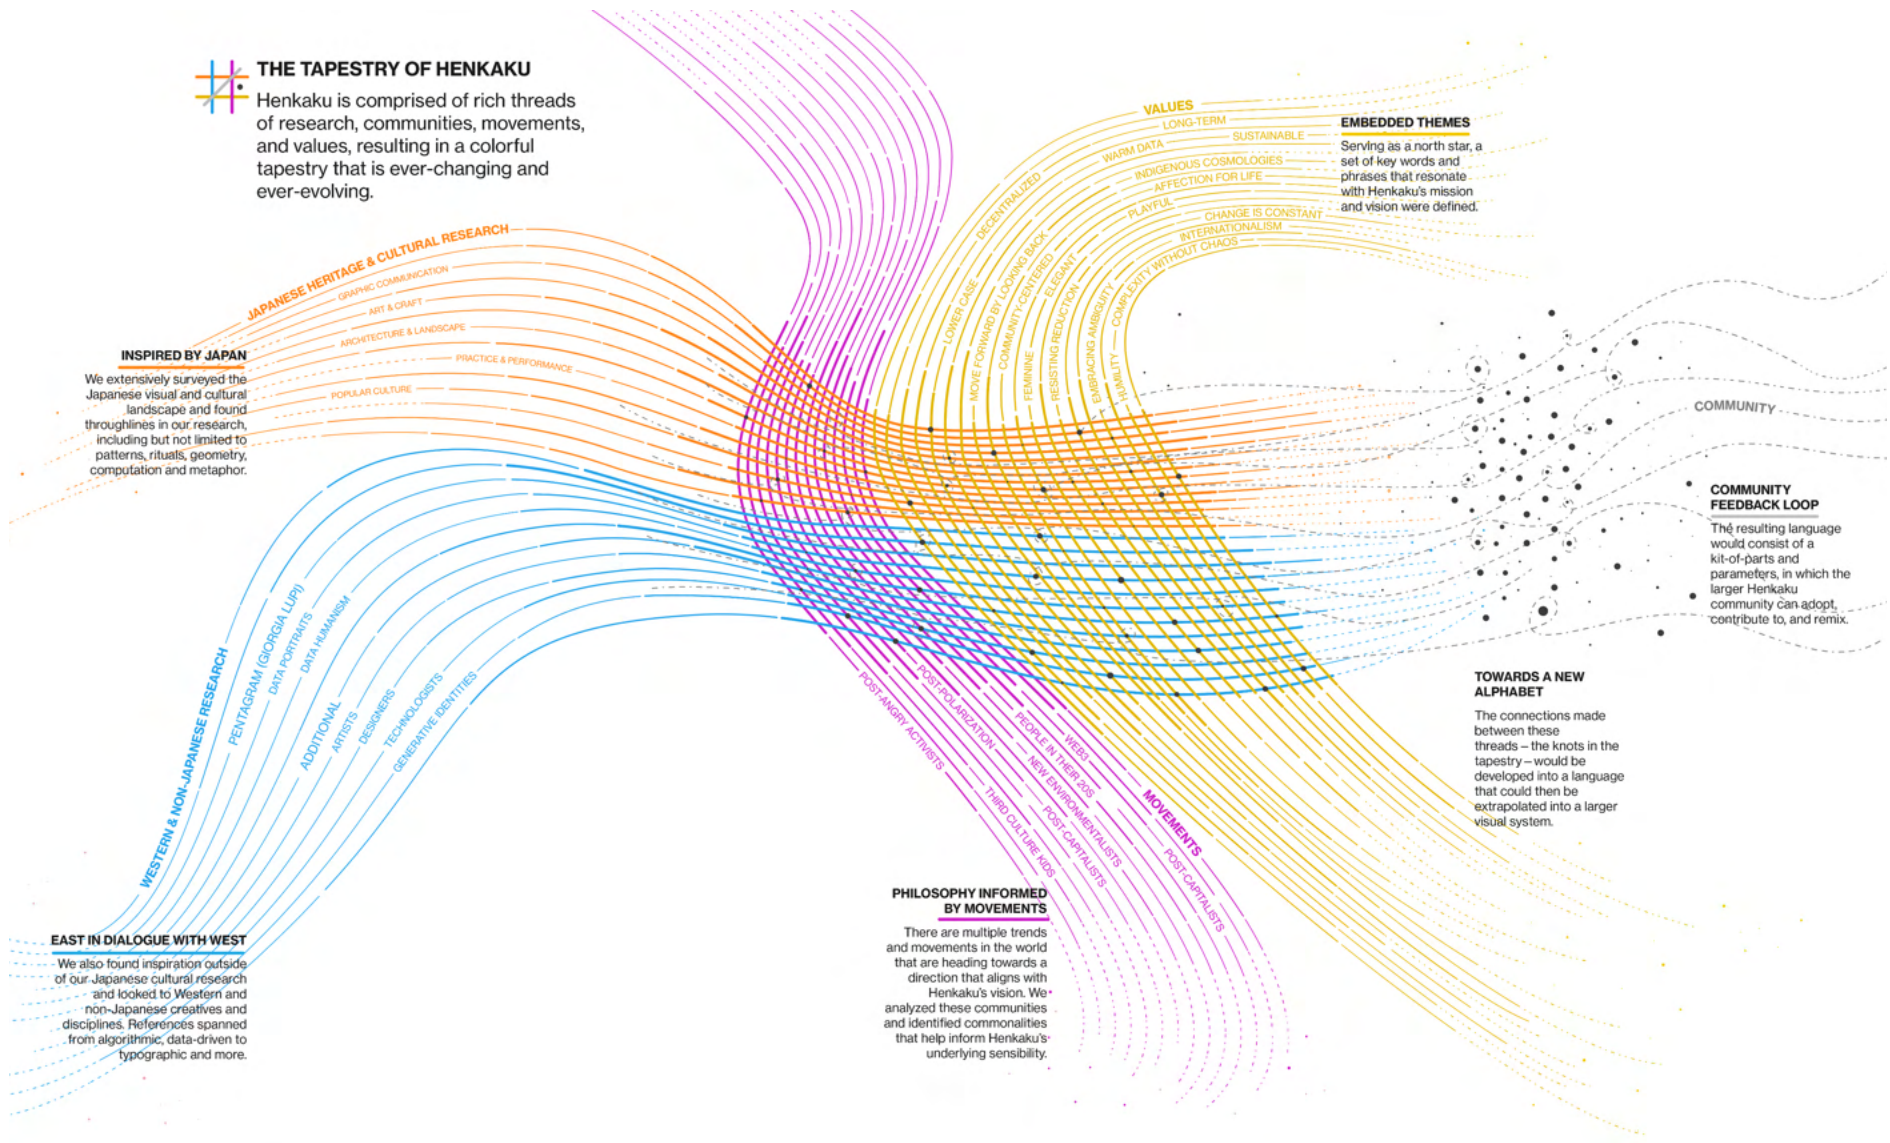 THE TAPESTRY OF HENKAKU
Henkaku is comprised of rich threads
of research, communities, movements,
and values, resulting in a colorful
tapestry that is ever-changing and
ever-evolving.
JAPANESE HERITAGE & CULTURAL RESEARCH
GRAPHIC COMMUNICATION
ART & CRAFT
ARCHITECTURE & LANDSCAPE
PRACTICE & PERFORMANCE
POPULAR CULTURE
INSPIRED BY JAPAN
We extensively surveyed the
Japanese visual and cultural
landscape and found
throughlines in our research,
including but not limited to
patterns, rituals, geometry,
computation and metaphor.
VALUES
LONG-TERM
SUSTAINABLE
WARM DATA
INDIGENOUS COSMOLOGIES
AFFECTION FOR LIFE
DECENTRALIZED
PLAYFUL
CHANGE IS CONSTANT
INTERNATIONALISM
COMPLEXITY WITHOUT CHAOS
LOWER CASE
MOVE FORWARD BY LOOKING BACK
COMMUNITY-CENTERED
ELEGANT
FEMININE
RESISTING REDUCTION
EMBRACING AMBIGUITY
HUMILITY
EMBEDDED THEMES
Serving as a north star, a
set of key words and
phrases that resonate
with Henkaku's mission
and vision were defined.
COMMUNITY
COMMUNITY
FEEDBACK LOOP
The resulting language
would consist of a
kit-of-parts and
parameters, in which the
larger Henkaku
community can adopt,
contribute to, and remix.
TOWARDS A NEW
ALPHABET
The connections made
between these
threads – the knots in the
tapestry – would be
developed into a language
that could then be
extrapolated into a larger
visual system.
WESTERN & NON-JAPANESE RESEARCH
PENTAGRAM (GIORGIA LUPI)
DATA PORTRAITS
DATA HUMANISM
ADDITIONAL
ARTISTS
DESIGNERS
TECHNOLOGISTS
GENERATIVE IDENTITIES
EAST IN DIALOGUE WITH WEST
We also found inspiration outside
of our Japanese cultural research
and looked to Western and
non-Japanese creatives and
disciplines. References spanned
from algorithmic, data-driven to
typographic and more.
POST-ANGRY ACTIVISTS
POST-POLARIZATION
THIRD CULTURE KIDS
PEOPLE IN THEIR 20S
NEW ENVIRONMENTALISTS
POST-CAPITALISTS
WEB3
MOVEMENTS
POST-CAPITALISTS
PHILOSOPHY INFORMED
BY MOVEMENTS
There are multiple trends
and movements in the world
that are heading towards a
direction that aligns with
Henkaku's vision. We
analyzed these communities
and identified commonalities
that help inform Henkaku's
underlying sensibility.